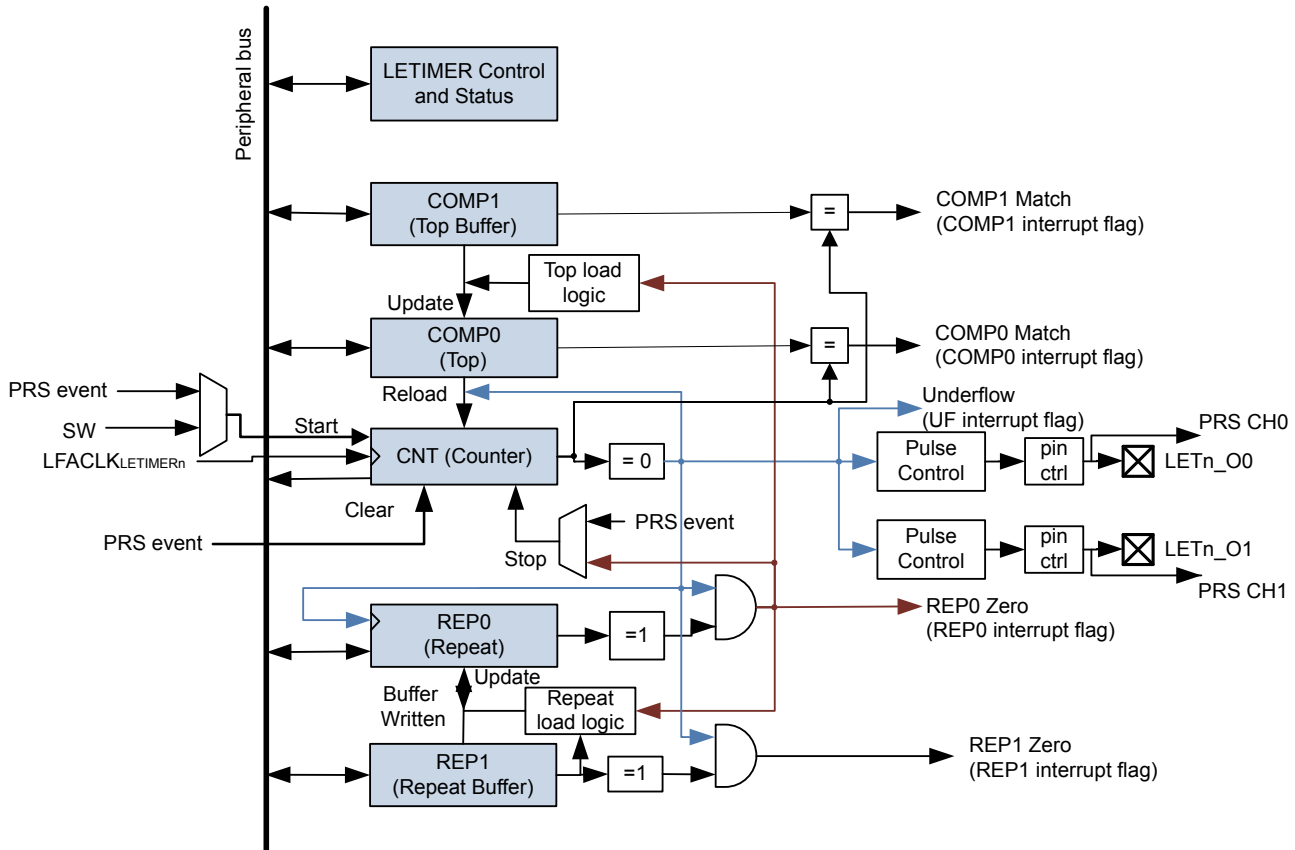 Peripheral bus
LETIMER Control
and Status
COMP1
(Top Buffer)
=
COMP1 Match
(COMP1 interrupt flag)
Top load
logic
Update
COMP0
(Top)
=
COMP0 Match
(COMP0 interrupt flag)
PRS event
Reload
Underflow
(UF interrupt flag)
SW
Start
PRS CH0
LFACLKLETIMERn
CNT (Counter)
= 0
Pulse
Control
pin
ctrl
LETn_O0
Clear
PRS event
PRS event
Stop
Pulse
Control
pin
ctrl
LETn_O1
PRS CH1
REP0
(Repeat)
=1
REP0 Zero
(REP0 interrupt flag)
Update
Buffer
Written
Repeat
load logic
REP1
(Repeat Buffer)
=1
REP1 Zero
(REP1 interrupt flag)